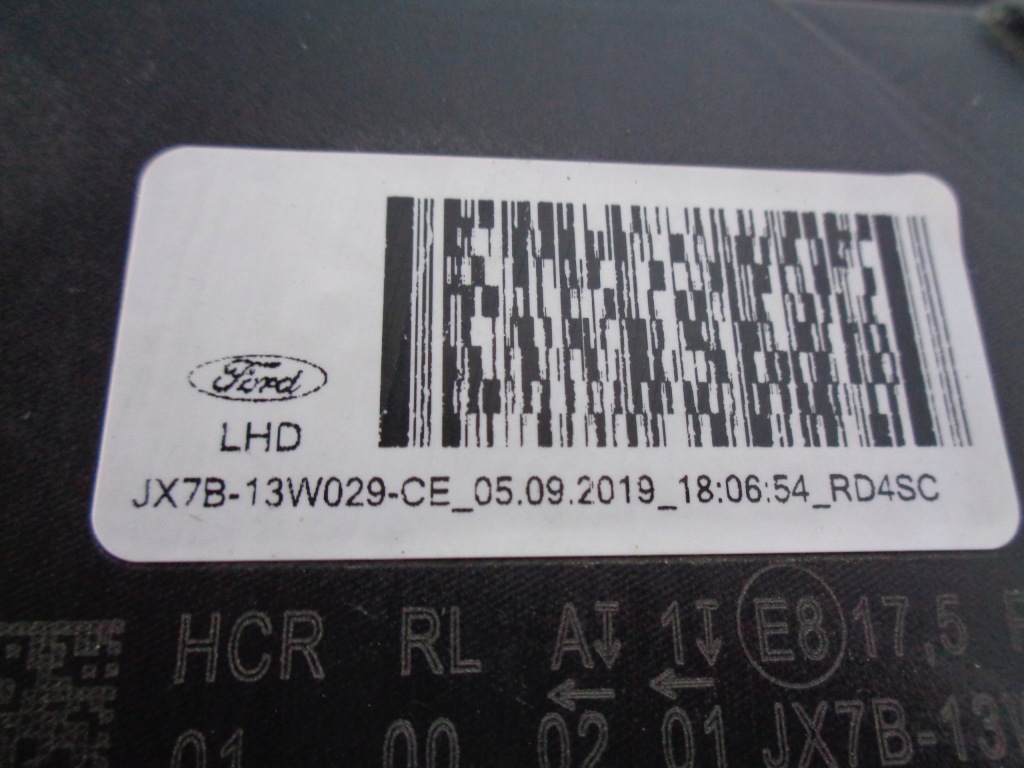 Ford
LHD
JX7B-13W029-CE_05.09.2019_18:06:54_RD4SC
HCR RL A 1 E8 17,5
01 00 02 01 JX7B-13